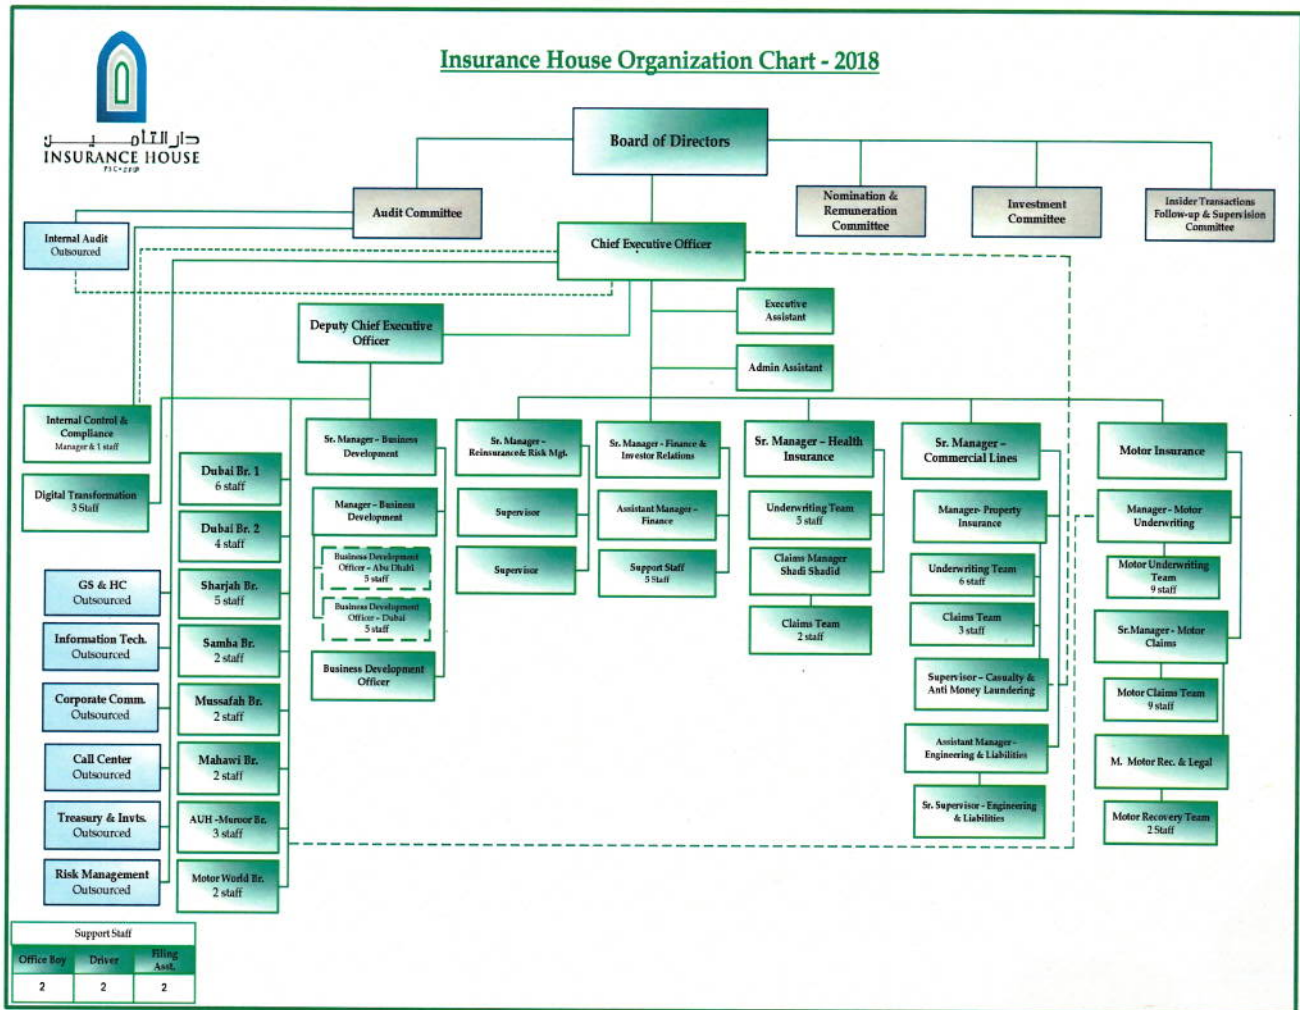 Insurance House Organization Chart - 2018
دار التأميـــن
INSURANCE HOUSE
Board of Directors
Audit Committee
Nomination &
Remuneration
Committee
Investment
Committee
Insider Transactions
Follow-up & Supervision
Committee
Internal Audit
Outsourced
Chief Executive Officer
Executive
Assistant
Deputy Chief Executive
Officer
Admin Assistant
Internal Control &
Compliance
Manager & 1 staff
Digital Transformation
3 Staff
GS & HC
Outsourced
Information Tech.
Outsourced
Corporate Comm.
Outsourced
Call Center
Outsourced
Treasury & Invts.
Outsourced
Risk Management
Outsourced
Dubai Br. 1
6 staff
Dubai Br. 2
4 staff
Sharjah Br.
5 staff
Samha Br.
2 staff
Mussafah Br.
2 staff
Mahawi Br.
2 staff
AUH -Muroor Br.
3 staff
Motor World Br.
2 staff
Sr. Manager – Business
Development
Manager – Business
Development
Business Development
Officer – Abu Dhabi
5 staff
Business Development
Officer – Dubai
5 staff
Business Development
Officer
Sr. Manager –
Reinsurance& Risk Mgt.
Supervisor
Supervisor
Sr. Manager - Finance &
Investor Relations
Assistant Manager -
Finance
Support Staff
5 Staff
Sr. Manager – Health
Insurance
Underwriting Team
5 staff
Claims Manager
Shadi Shadid
Claims Team
2 staff
Sr. Manager –
Commercial Lines
Manager- Property
Insurance
Underwriting Team
6 staff
Claims Team
3 staff
Supervisor – Casualty &
Anti Money Laundering
Assistant Manager –
Engineering & Liabilities
Sr. Supervisor - Engineering
& Liabilities
Motor Insurance
Manager - Motor
Underwriting
Motor Underwriting
Team
9 staff
Sr.Manager - Motor
Claims
Motor Claims Team
9 staff
M. Motor Rec. & Legal
Motor Recovery Team
2 Staff
Support Staff
Office Boy Driver Filing
Asst.
2 2 2